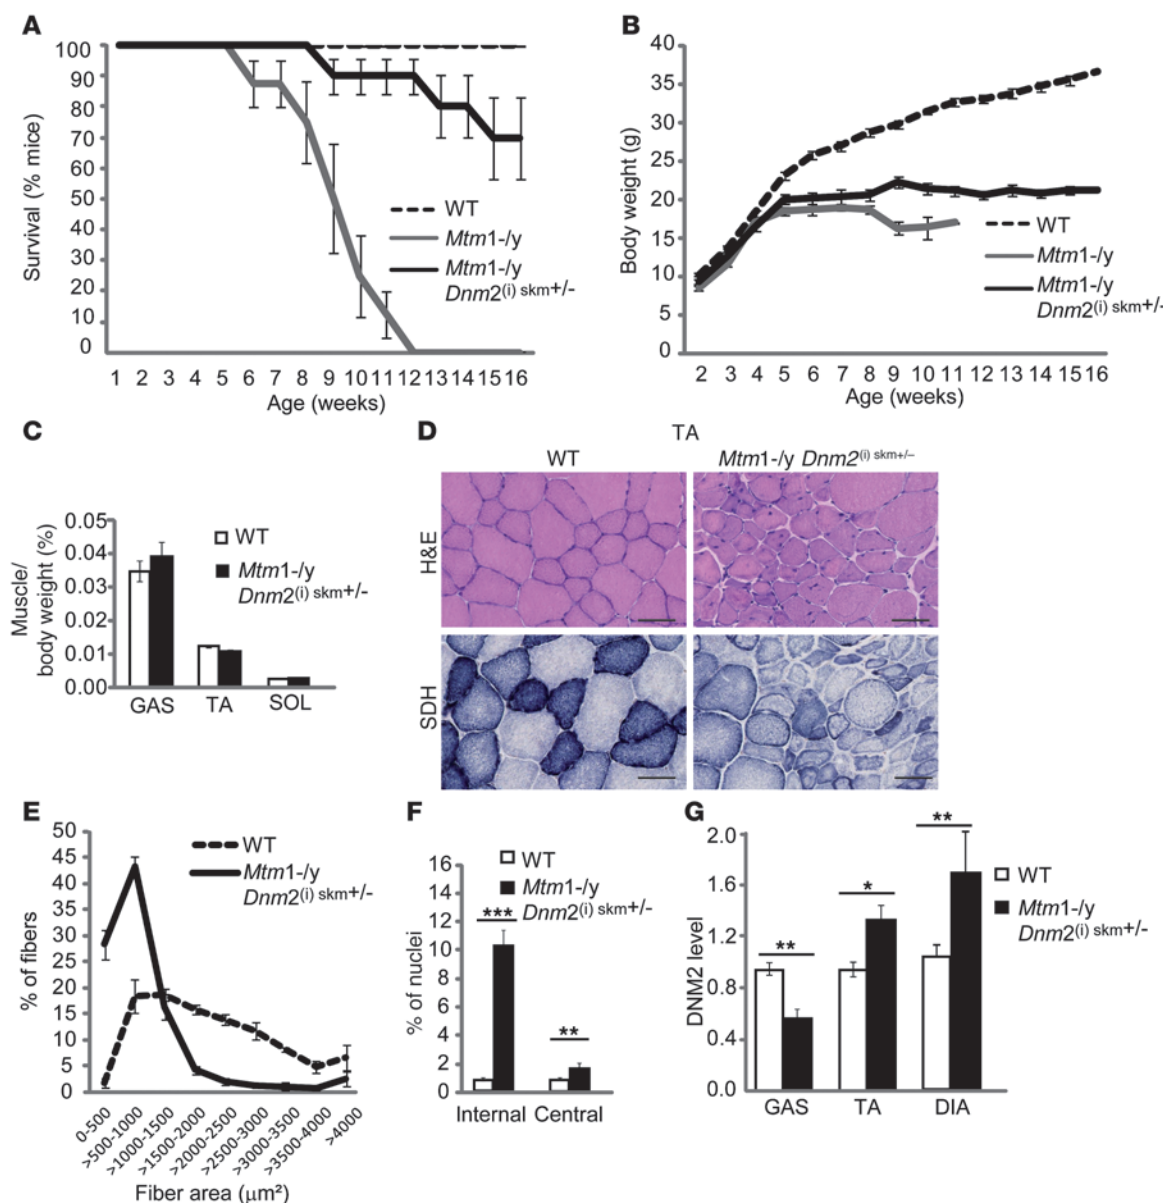 A
100
90
80
70
60
50
40
30
20
10
0
Survival (% mice)
WT
Mtm1-/y
Mtm1-/y
Dnm2(i) skm+/-
1 2 3 4 5 6 7 8 9 10 11 12 13 14 15 16
Age (weeks)
B
40
35
30
25
20
15
10
5
0
Body weight (g)
WT
Mtm1-/y
Mtm1-/y
Dnm2(i) skm+/-
2 3 4 5 6 7 8 9 10 11 12 13 14 15 16
Age (weeks)
C
0.05
0.04
0.03
0.02
0.01
0.00
Muscle/
body weight (%)
WT
Mtm1-/y
Dnm2(i) skm+/-
GAS TA SOL
D
TA
WT Mtm1-/y Dnm2(i) skm+/−
H&E
SDH
E
50
45
40
35
30
25
20
15
10
5
0
% of fibers
WT
Mtm1-/y
Dnm2(i) skm+/-
0-500
>500-1000
>1000-1500
>1500-2000
>2000-2500
>2500-3000
>3000-3500
>3500-4000
>4000
Fiber area (µm²)
F
16
14
12
10
8
6
4
2
0
% of nuclei
WT
Mtm1-/y
Dnm2(i) skm+/-
***
**
Internal Central
G
2.0
1.6
1.2
0.8
0.4
0.0
DNM2 level
**
*
**
WT
Mtm1-/y
Dnm2(i) skm+/-
GAS TA DIA